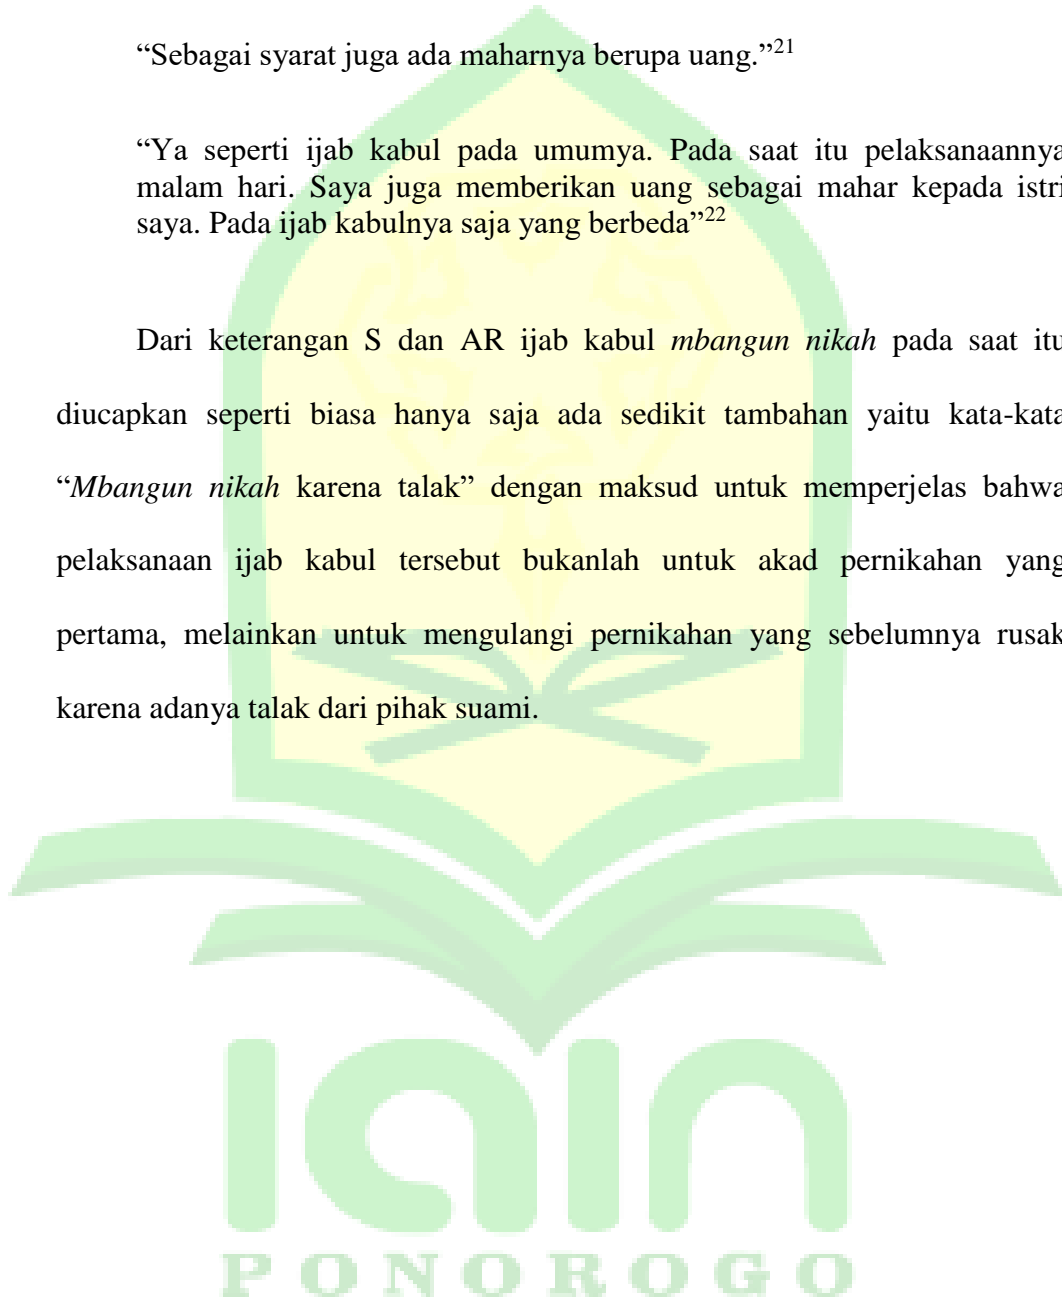 “Sebagai syarat juga ada maharnya berupa uang.”21
“Ya seperti ijab kabul pada umumya. Pada saat itu pelaksanaannya
malam hari. Saya juga memberikan uang sebagai mahar kepada istri
saya. Pada ijab kabulnya saja yang berbeda”22
Dari keterangan S dan AR ijab kabul mbangun nikah pada saat itu
diucapkan seperti biasa hanya saja ada sedikit tambahan yaitu kata-kata
“Mbangun nikah karena talak” dengan maksud untuk memperjelas bahwa
pelaksanaan ijab kabul tersebut bukanlah untuk akad pernikahan yang
pertama, melainkan untuk mengulangi pernikahan yang sebelumnya rusak
karena adanya talak dari pihak suami.
iain
PONOROGO